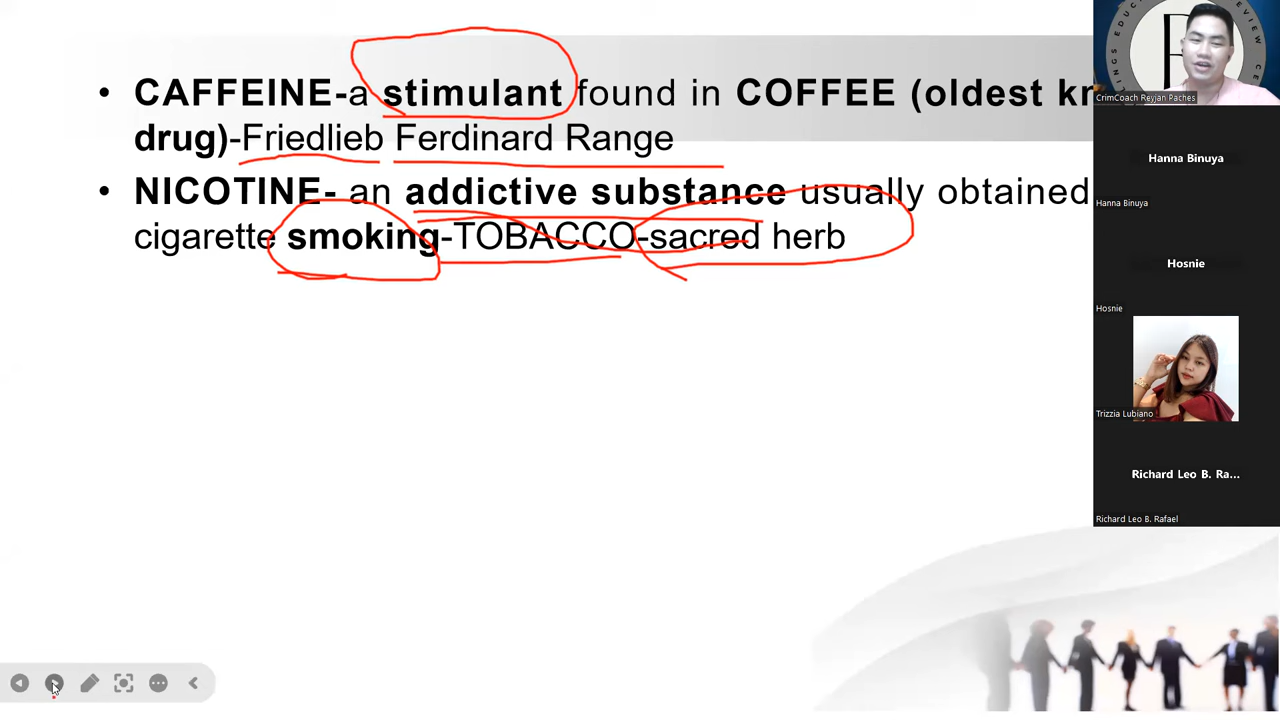 • CAFFEINE-a stimulant found in COFFEE (oldest
drug)-Friedlieb Ferdinard Range
• NICOTINE- an addictive substance usually obtained
cigarette smoking-TOBACCO-sacred herb
CrimCoach Reyjan Paches
Hanna Binuya
Hanna Binuya
Hosnie
Hosnie
Trizzia Lubiano
Richard Leo B. Ra...
Richard Leo B. Rafael